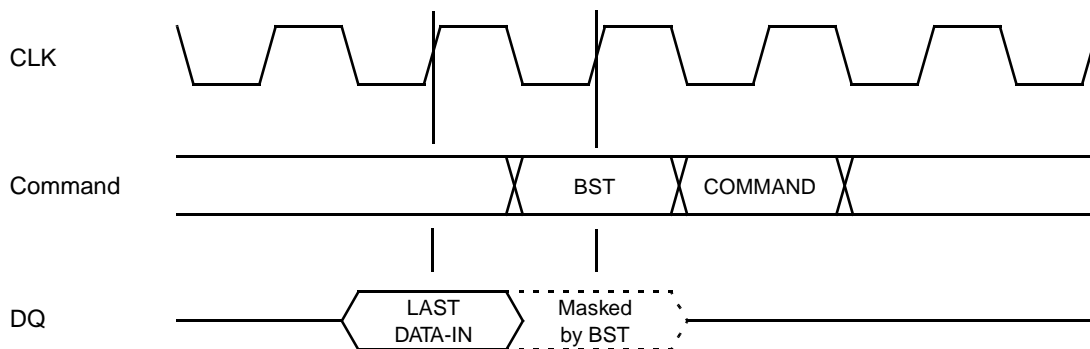 CLK
Command
BST
COMMAND
DQ
LAST
DATA-IN
Masked
by BST